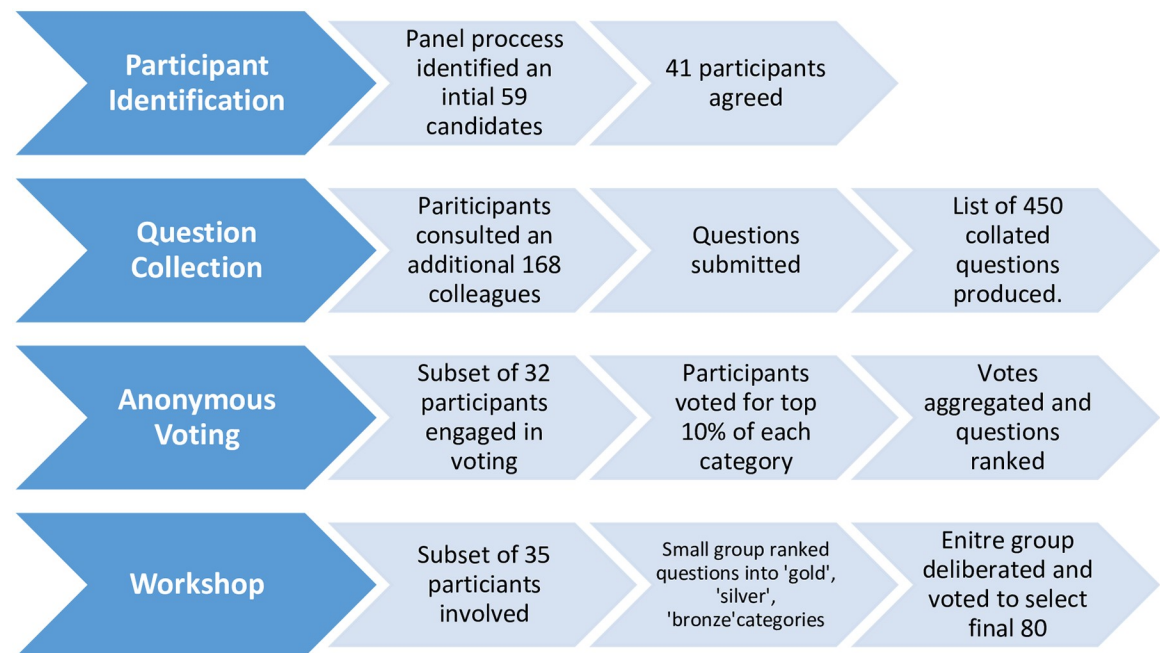 Participant
Identification
Panel proccess
identified an
intial 59
candidates
41 participants
agreed
Question
Collection
Pariticipants
consulted an
additional 168
colleagues
Questions
submitted
List of 450
collated
questions
produced.
Anonymous
Voting
Subset of 32
participants
engaged in
voting
Participants
voted for top
10% of each
category
Votes
aggregated and
questions
ranked
Workshop
Subset of 35
particiants
involved
Small group ranked
questions into 'gold',
'silver',
'bronze'categories
Enitre group
deliberated and
voted to select
final 80